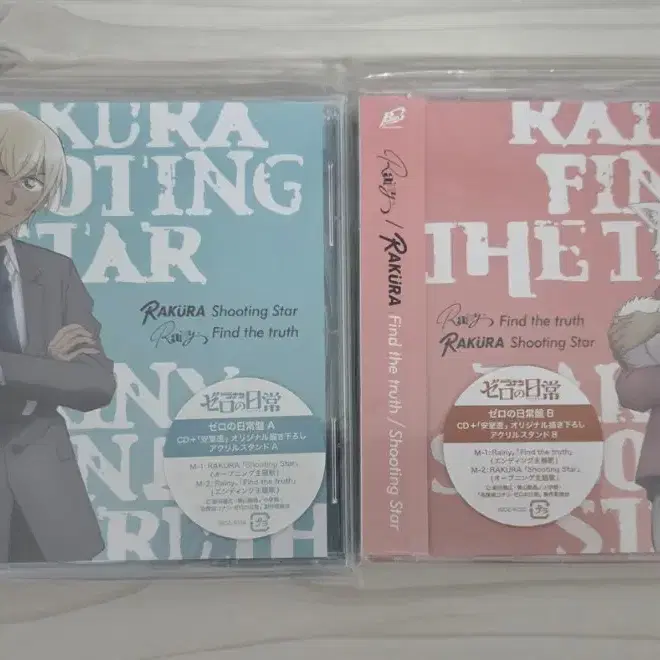 RAKURA
OOTING
STAR
RAKURA Shooting Star
Rainy。 Find the truth
ゼロの日常
ゼロの日常盤 A
CD+「安室透」オリジナル描き下ろし
アクリルスタンド A
M-1: RAKURA「Shooting Star」
(オープニング主題歌)
M-2: Rainy。「Find the truth」
(エンディング主題歌)
AINY
TRUTH
Rainy。/ RAKURA Find the truth / Shooting Star
RAI
FIN
THE T
Rainy。 Find the truth
RAKURA Shooting Star
ゼロの日常
ゼロの日常盤 B
CD+「安室透」オリジナル描き下ろし
アクリルスタンド B
M-1: Rainy。「Find the truth」
(エンディング主題歌)
M-2: RAKURA「Shooting Star」
(オープニング主題歌)